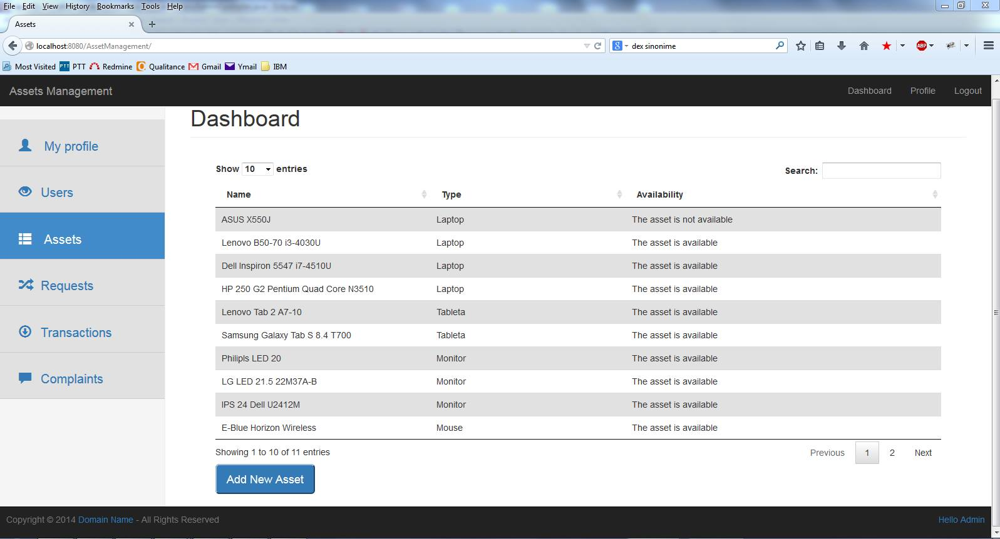 File Edit View History Bookmarks Tools Help
Assets
localhost:8080/AssetManagement/
dex sinonime
Most Visited PTT Redmine Qualitance Gmail Ymail IBM
Assets Management Dashboard Profile Logout
Dashboard
My profile
Users
Assets
Requests
Transactions
Complaints
Show 10 entries Search:
Name Type Availability
ASUS X550J Laptop The asset is not available
Lenovo B50-70 i3-4030U Laptop The asset is available
Dell Inspiron 5547 i7-4510U Laptop The asset is available
HP 250 G2 Pentium Quad Core N3510 Laptop The asset is available
Lenovo Tab 2 A7-10 Tableta The asset is available
Samsung Galaxy Tab S 8.4 T700 Tableta The asset is available
Philipls LED 20 Monitor The asset is available
LG LED 21.5 22M37A-B Monitor The asset is available
IPS 24 Dell U2412M Monitor The asset is available
E-Blue Horizon Wireless Mouse The asset is available
Showing 1 to 10 of 11 entries Previous 1 2 Next
Add New Asset
Copyright © 2014 Domain Name - All Rights Reserved Hello Admin